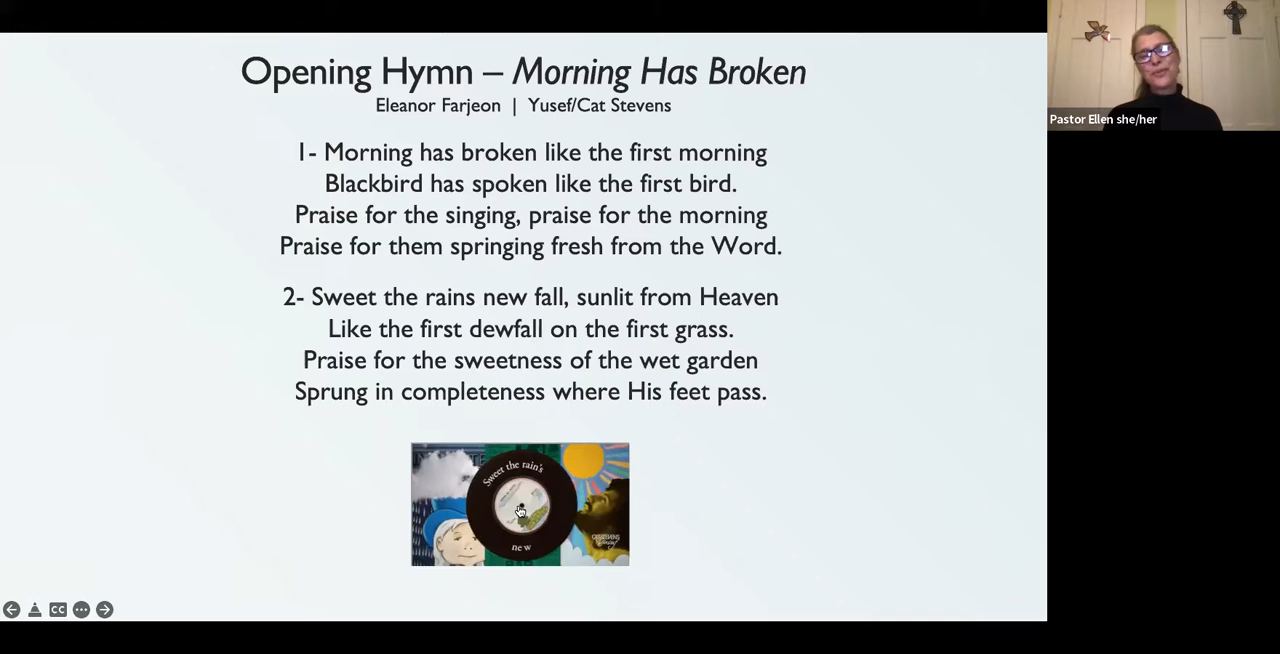 Opening Hymn – Morning Has Broken
Eleanor Farjeon | Yusef/Cat Stevens
1- Morning has broken like the first morning
Blackbird has spoken like the first bird.
Praise for the singing, praise for the morning
Praise for them springing fresh from the Word.
2- Sweet the rains new fall, sunlit from Heaven
Like the first dewfall on the first grass.
Praise for the sweetness of the wet garden
Sprung in completeness where His feet pass.
Sweet the rain's
new
CC
Pastor Ellen she/her